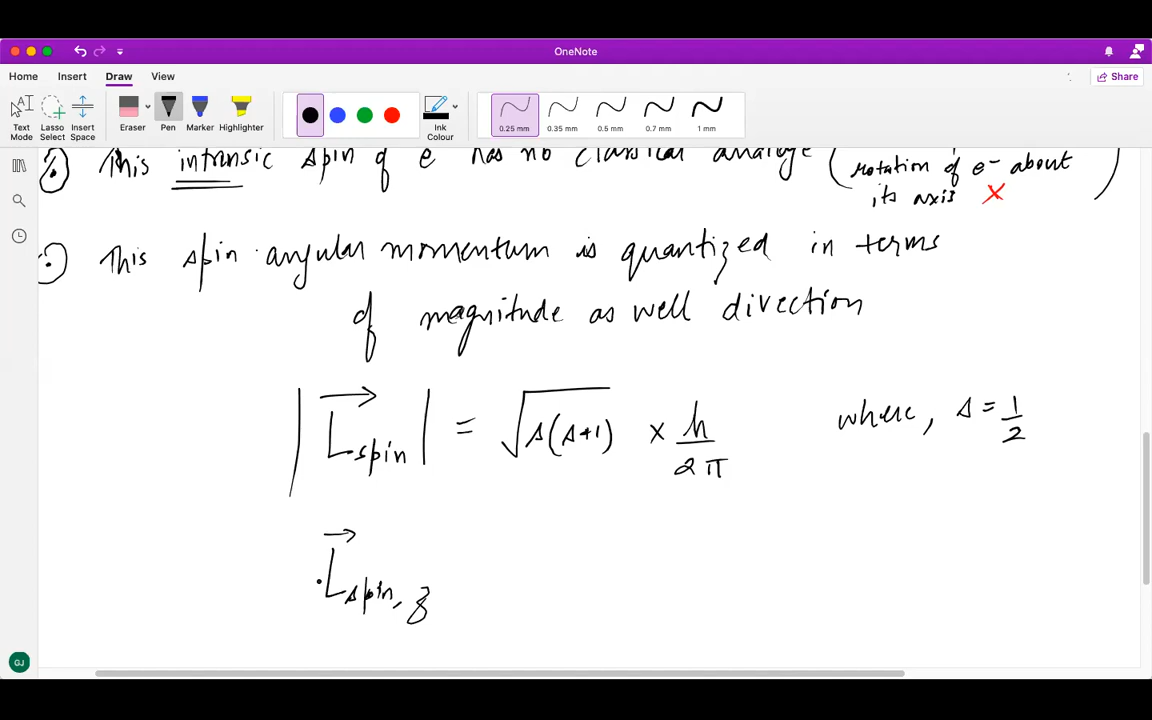 OneNote
Home Insert Draw View Share
Text Mode
Lasso Select
Insert Space
Eraser Pen Marker Highlighter
Ink Colour
0.25 mm 0.35 mm 0.5 mm 0.7 mm 1 mm
This intrinsic spin of e has no classical analoge (rotation of e⁻ about
its axis X )
This spin angular momentum is quantized in terms
of magnitude as well direction
|L⃗spin| = √s(s+1) × h/2π where, s = 1/2
L⃗spin, z
GJ